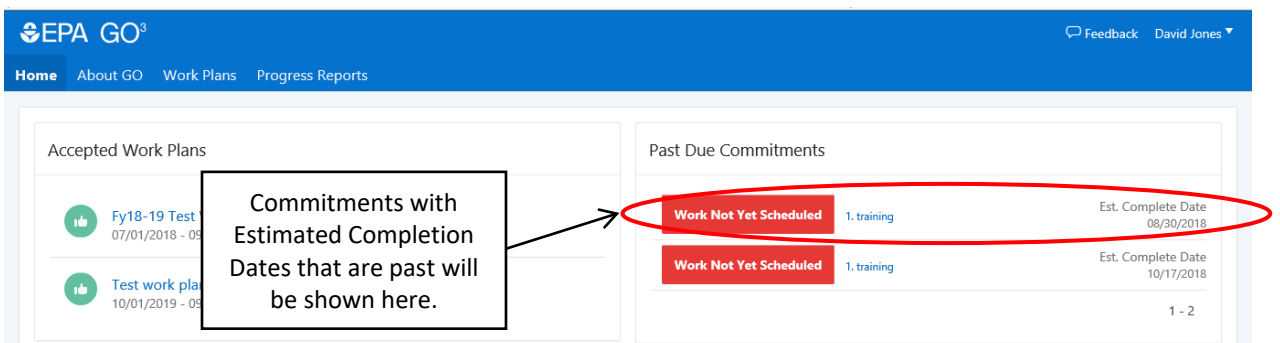 EPA GO³
Feedback David Jones
Home About GO Work Plans Progress Reports
Accepted Work Plans
Fy18-19 Test
07/01/2018 - 09
Test work plan
10/01/2019 - 09
Commitments with
Estimated Completion
Dates that are past will
be shown here.
Past Due Commitments
Work Not Yet Scheduled 1. training Est. Complete Date
08/30/2018
Work Not Yet Scheduled 1. training Est. Complete Date
10/17/2018
1 - 2